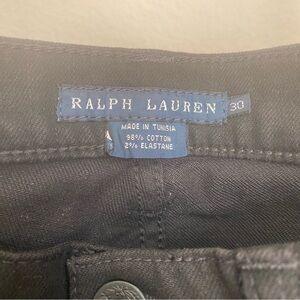 RALPH LAUREN 30
MADE IN TUNISIA
98% COTTON
2% ELASTANE